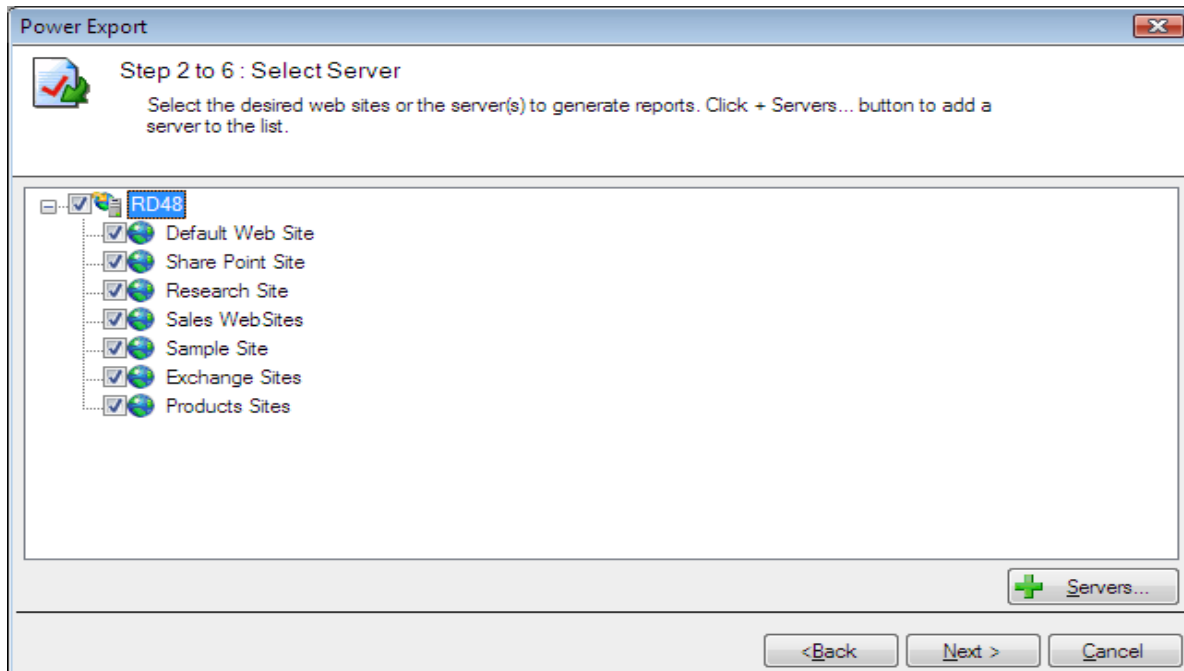 Power Export
Step 2 to 6 : Select Server
Select the desired web sites or the server(s) to generate reports. Click + Servers... button to add a
server to the list.
RD48
Default Web Site
Share Point Site
Research Site
Sales WebSites
Sample Site
Exchange Sites
Products Sites
Servers...
<Back
Next >
Cancel